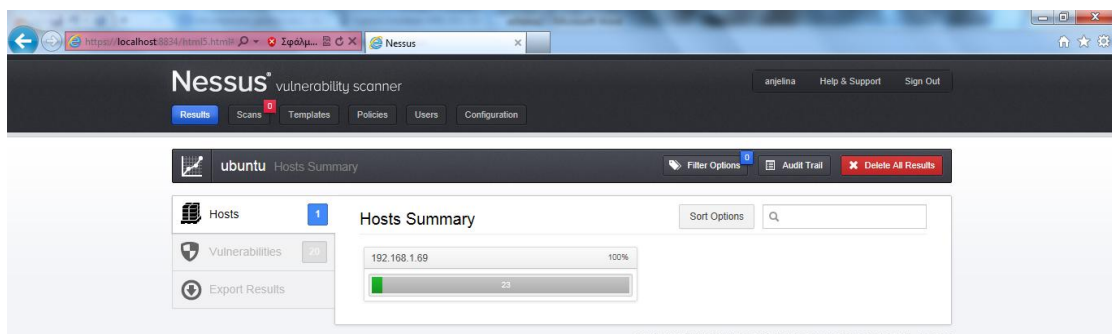 https://localhost:8834/html5.html# Σφάλμ... Nessus
Nessus® vulnerability scanner
anjelina Help & Support Sign Out
Results Scans 0 Templates Policies Users Configuration
ubuntu Hosts Summary
Filter Options 0 Audit Trail Delete All Results
Hosts 1
Vulnerabilities 20
Export Results
Hosts Summary
Sort Options
192.168.1.69 100%
23